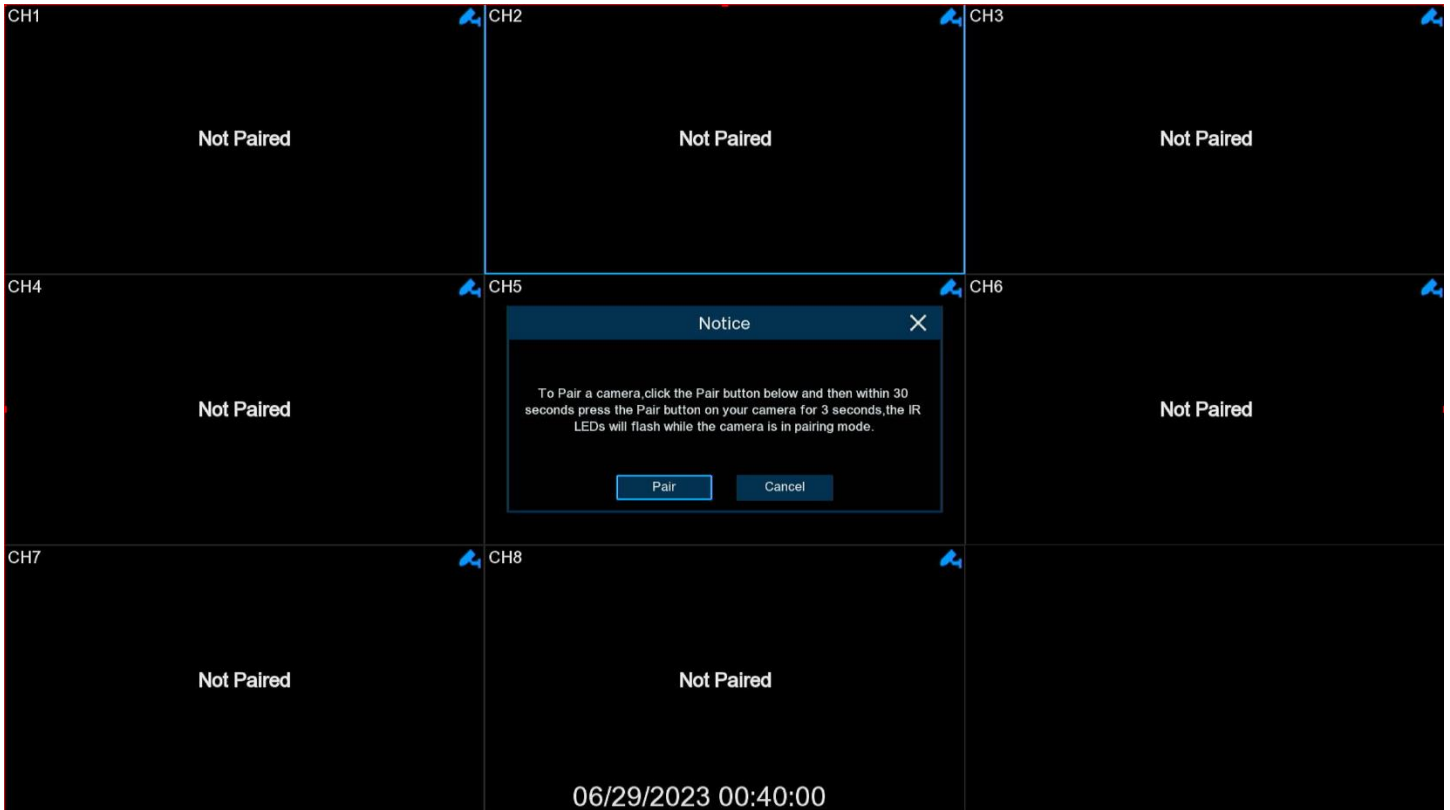 CH1
CH2
CH3
Not Paired
Not Paired
Not Paired
CH4
CH5
CH6
Notice
To Pair a camera,click the Pair button below and then within 30
seconds press the Pair button on your camera for 3 seconds,the IR
LEDs will flash while the camera is in pairing mode.
Pair
Cancel
Not Paired
Not Paired
CH7
CH8
Not Paired
Not Paired
06/29/2023 00:40:00